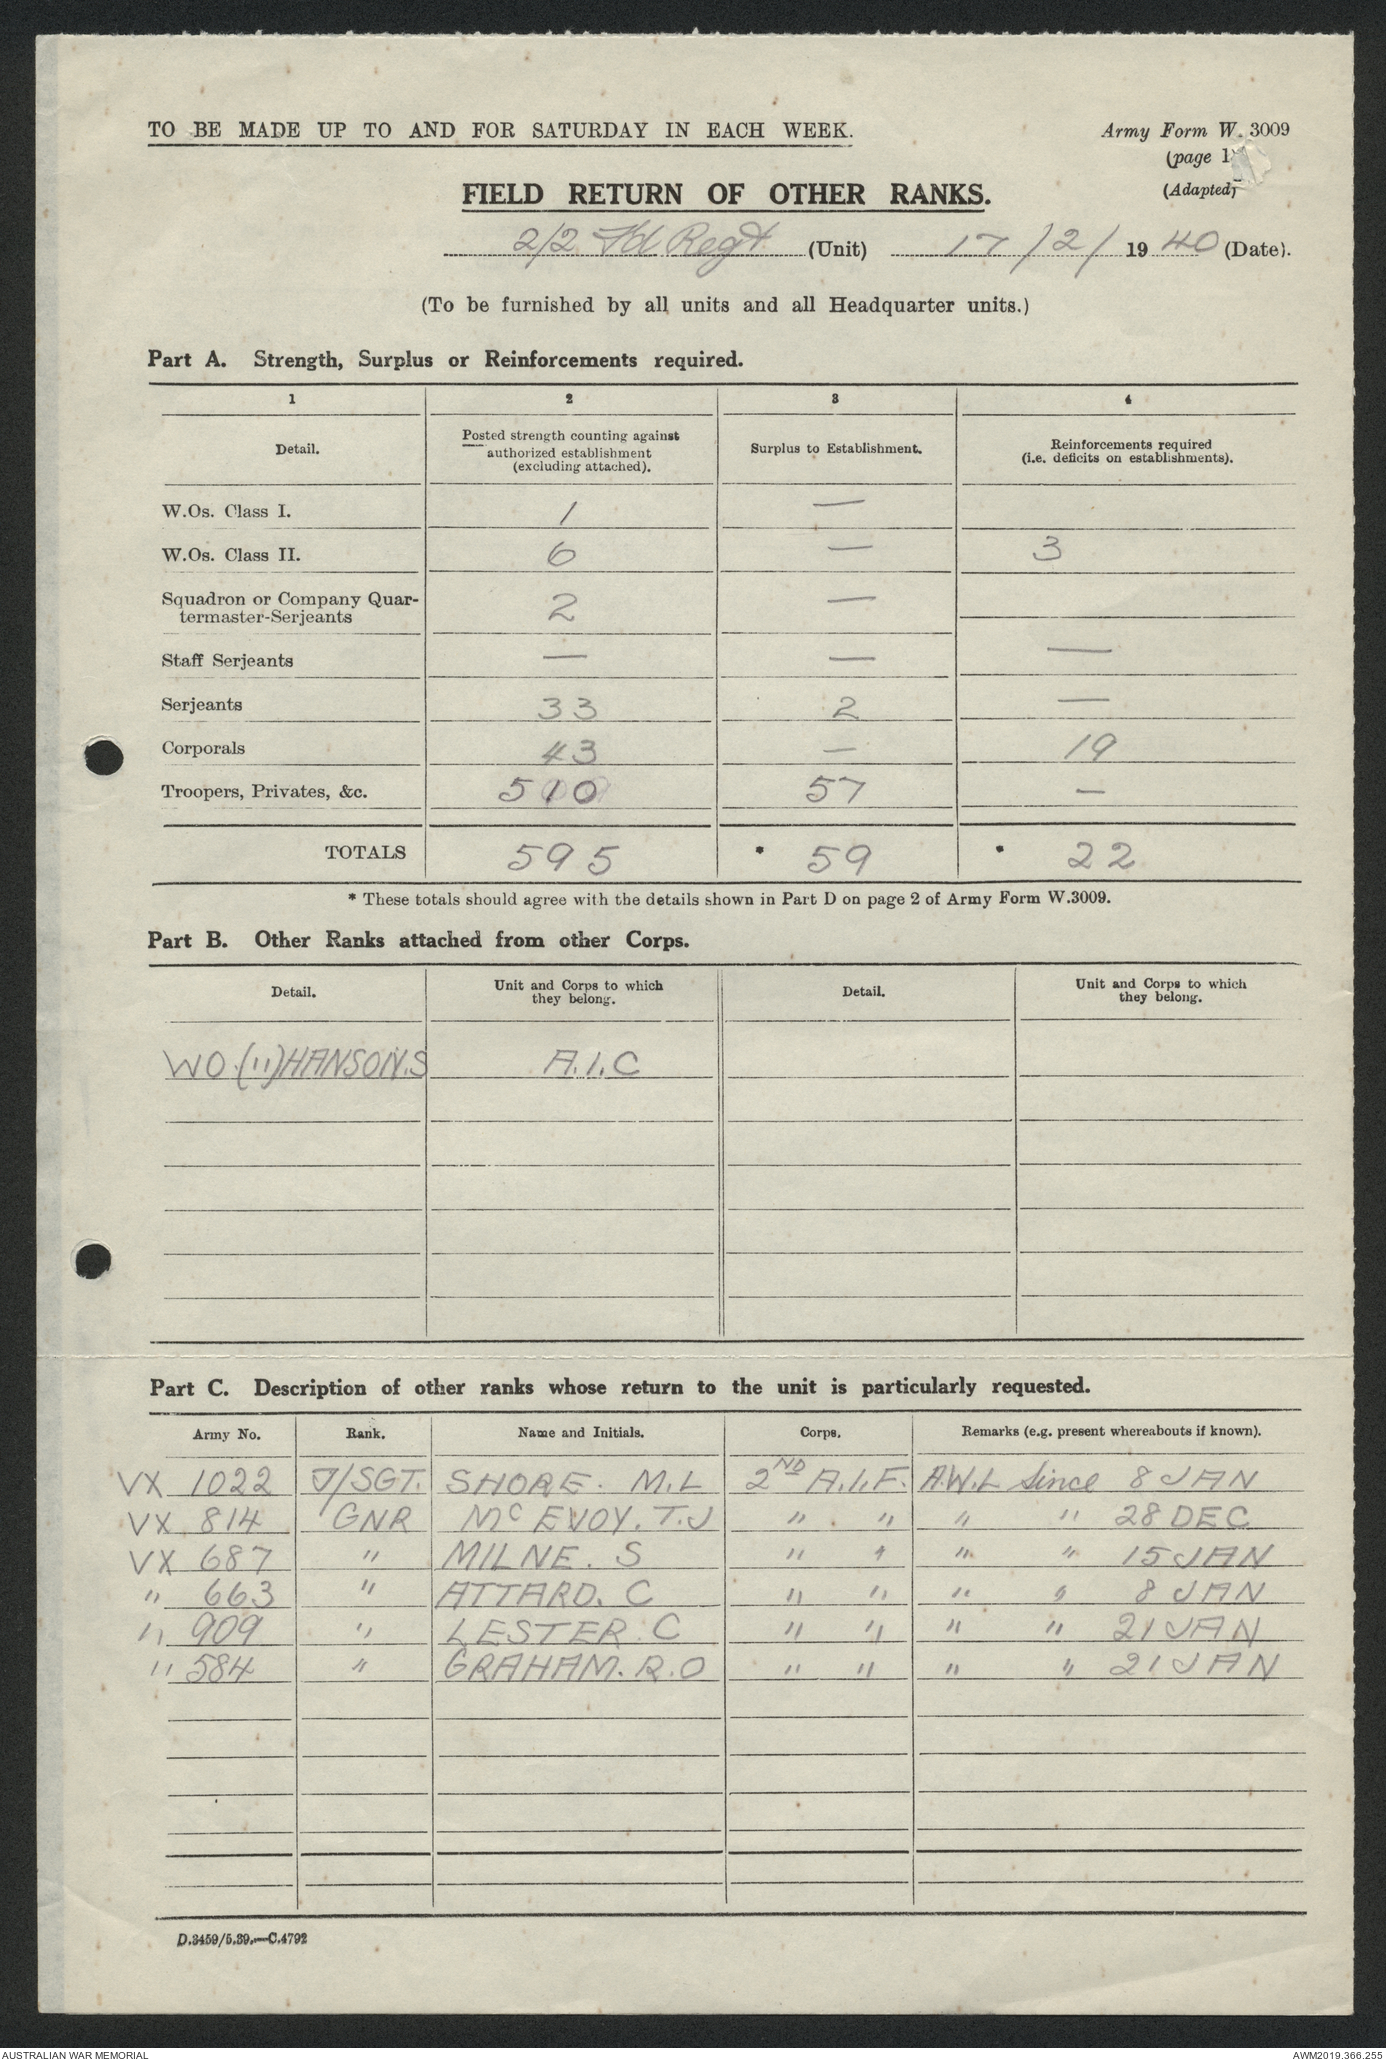 TO BE MADE UP TO AND FOR SATURDAY IN EACH WEEK.
Army Form W. 3009
(page 1)
(Adapted)
FIELD RETURN OF OTHER RANKS.
2/2 Fd Regt (Unit) 17/2/1940 (Date).
(To be furnished by all units and all Headquarter units.)
Part A. Strength, Surplus or Reinforcements required.
1 2 3 4
Detail. Posted strength counting against authorized establishment (excluding attached). Surplus to Establishment. Reinforcements required (i.e. deficits on establishments).
W.Os. Class I. 1 —
W.Os. Class II. 6 — 3
Squadron or Company Quar-
termaster-Serjeants 2 —
Staff Serjeants — — —
Serjeants 33 2 —
Corporals 43 — 19
Troopers, Privates, &c. 510 57 —
TOTALS 595 * 59 * 22
* These totals should agree with the details shown in Part D on page 2 of Army Form W.3009.
Part B. Other Ranks attached from other Corps.
Detail. Unit and Corps to which they belong. Detail. Unit and Corps to which they belong.
WO.(11) HANSON.S A.I.C
Part C. Description of other ranks whose return to the unit is particularly requested.
Army No. Rank. Name and Initials. Corps. Remarks (e.g. present whereabouts if known).
VX 1022 /SGT. SHORE. M.L 2ND A.I.F. A.W.L Since 8 JAN
VX 814 GNR McEVOY. T.J " " " " 28 DEC
VX 687 " MILNE. S " " " " 15 JAN
" 663 " ATTARD. C " " " " 8 JAN
" 909 " LESTER. C " " " " 21 JAN
" 584 " GRAHAM. R.O " " " " 21 JAN
D.3459/5.39.—C.4792
AUSTRALIAN WAR MEMORIAL
AWM2019.366.255